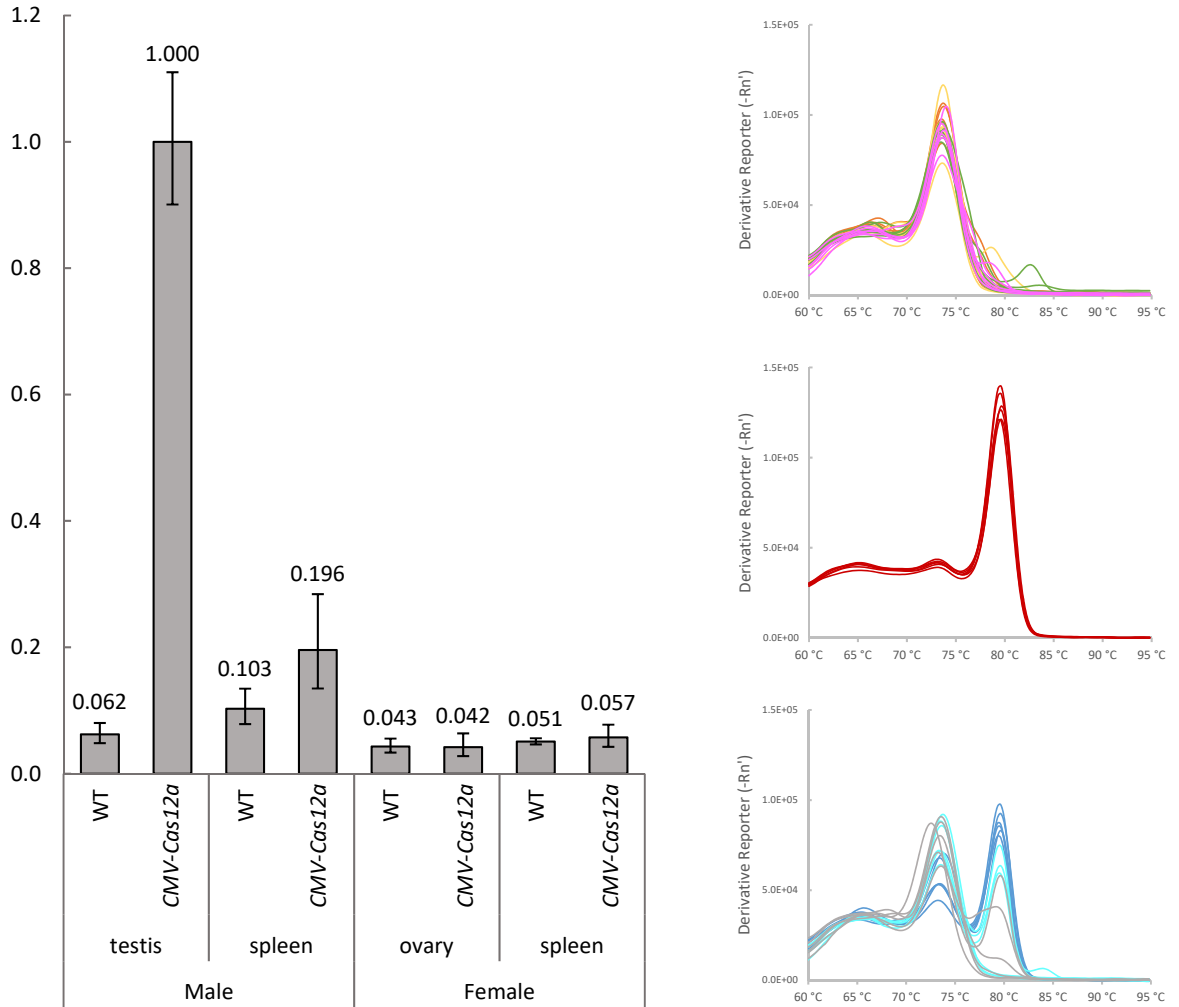 1.2
1.0
0.8
0.6
0.4
0.2
0.0
0.062
1.000
0.103
0.196
0.043
0.042
0.051
0.057
WT
CMV-Cas12a
WT
CMV-Cas12a
WT
CMV-Cas12a
WT
CMV-Cas12a
testis
spleen
ovary
spleen
Male
Female
Derivative Reporter (-Rn')
1.5E+05
1.0E+05
5.0E+04
0.0E+00
60 °C 65 °C 70 °C 75 °C 80 °C 85 °C 90 °C 95 °C
Derivative Reporter (-Rn')
1.5E+05
1.0E+05
5.0E+04
0.0E+00
60 °C 65 °C 70 °C 75 °C 80 °C 85 °C 90 °C 95 °C
Derivative Reporter (-Rn')
1.5E+05
1.0E+05
5.0E+04
0.0E+00
60 °C 65 °C 70 °C 75 °C 80 °C 85 °C 90 °C 95 °C